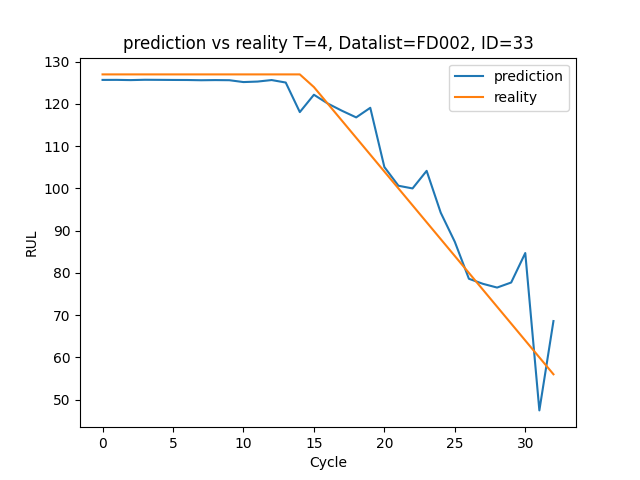 prediction vs reality T=4, Datalist=FD002, ID=33
prediction
reality
RUL
130
120
110
100
90
80
70
60
50
0 5 10 15 20 25 30
Cycle